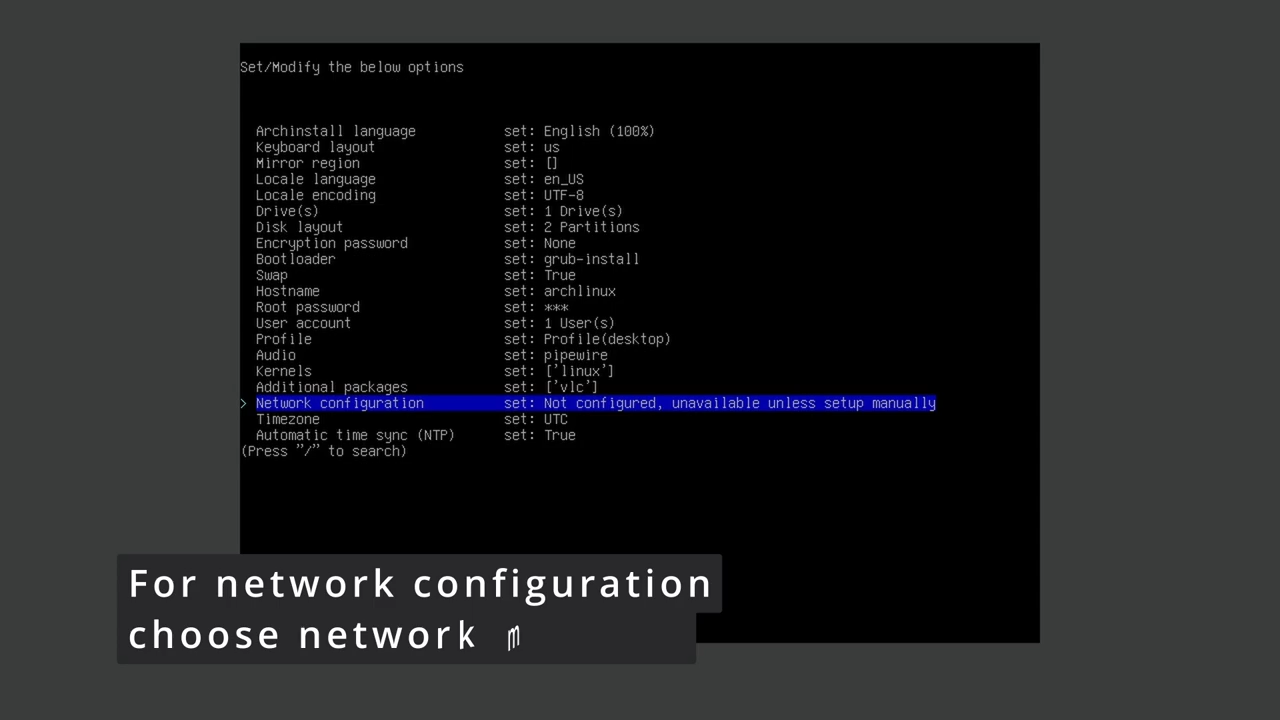 Set/Modify the below options
Archinstall language set: English (100%)
Keyboard layout set: us
Mirror region set: []
Locale language set: en_US
Locale encoding set: UTF-8
Drive(s) set: 1 Drive(s)
Disk layout set: 2 Partitions
Encryption password set: None
Bootloader set: grub-install
Swap set: True
Hostname set: archlinux
Root password set: ***
User account set: 1 User(s)
Profile set: Profile(desktop)
Audio set: pipewire
Kernels set: ['linux']
Additional packages set: ['vlc']
> Network configuration set: Not configured, unavailable unless setup manually
Timezone set: UTC
Automatic time sync (NTP) set: True
(Press "/" to search)
For network configuration
choose network m